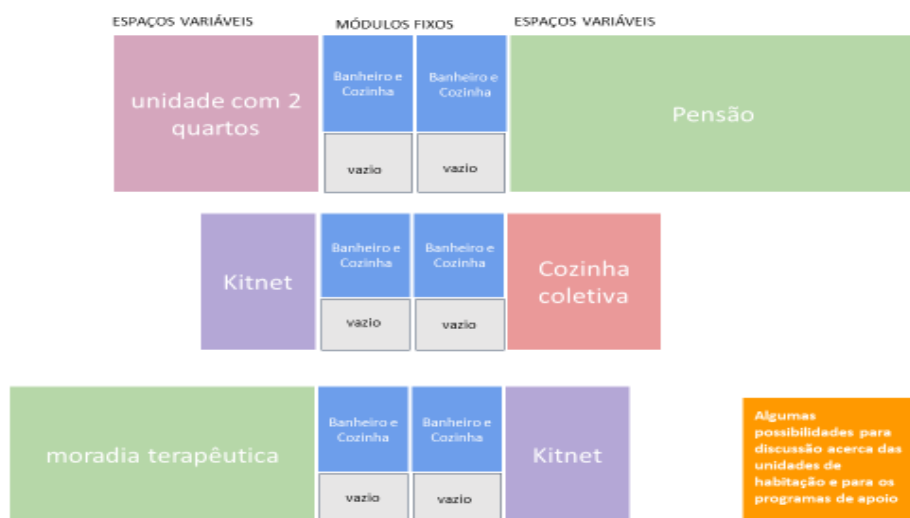 ESPAÇOS VARIÁVEIS
MÓDULOS FIXOS
ESPAÇOS VARIÁVEIS
unidade com 2
quartos
Banheiro e
Cozinha
Banheiro e
Cozinha
Pensão
vazio
vazio
Kitnet
Banheiro e
Cozinha
Banheiro e
Cozinha
Cozinha
coletiva
vazio
vazio
moradia terapêutica
Banheiro e
Cozinha
Banheiro e
Cozinha
Kitnet
vazio
vazio
Algumas
possibilidades para
discussão acerca das
unidades de
habitação e para os
programas de apoio